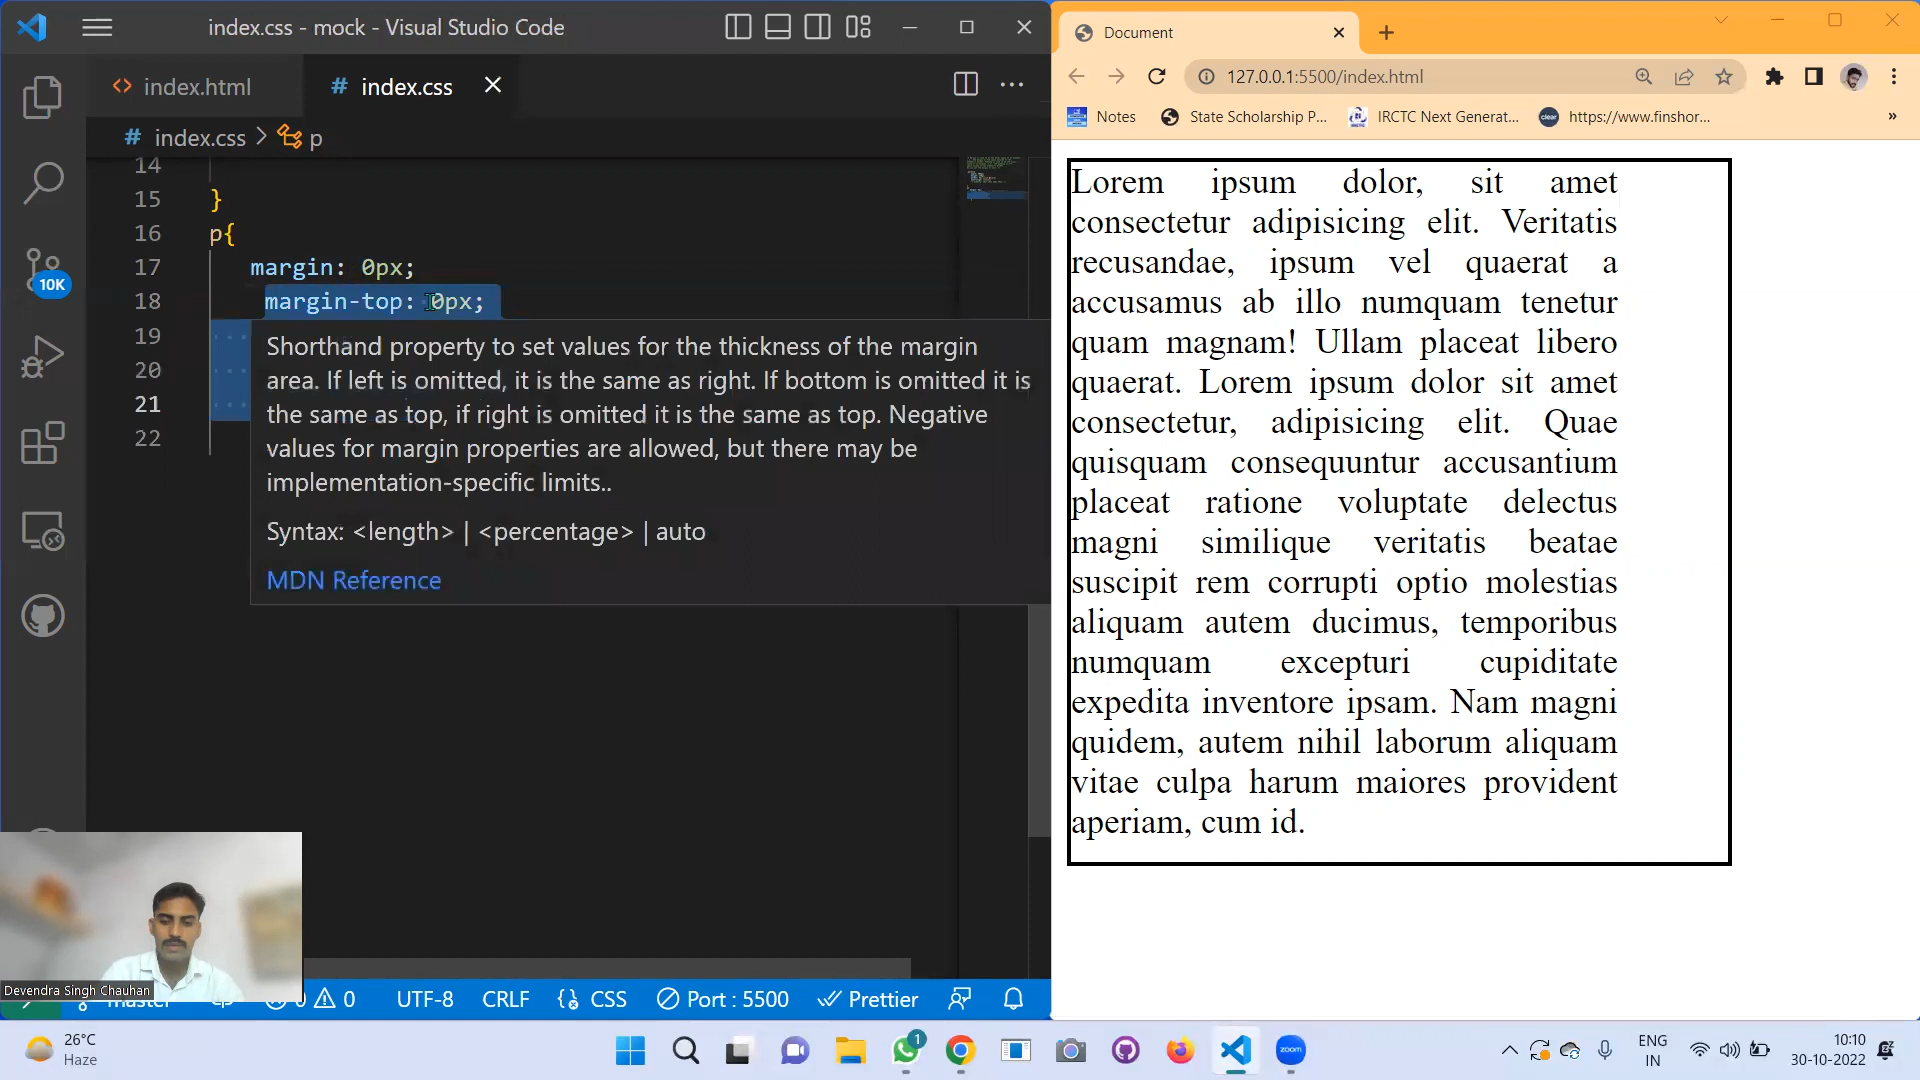 index.css - mock - Visual Studio Code
index.html
# index.css
# index.css > p
14
15 }
16 p{
17 margin: 0px;
18 margin-top: 0px;
19
20
21
22
Shorthand property to set values for the thickness of the margin
area. If left is omitted, it is the same as right. If bottom is omitted it is
the same as top, if right is omitted it is the same as top. Negative
values for margin properties are allowed, but there may be
implementation-specific limits..
Syntax: <length> | <percentage> | auto
MDN Reference
10K
Devendra Singh Chauhan
master
0 0
UTF-8
CRLF
CSS
Port : 5500
Prettier
Document
127.0.0.1:5500/index.html
Notes
State Scholarship P...
IRCTC Next Generat...
clear
https://www.finshor...
»
Lorem ipsum dolor, sit amet
consectetur adipisicing elit. Veritatis
recusandae, ipsum vel quaerat a
accusamus ab illo numquam tenetur
quam magnam! Ullam placeat libero
quaerat. Lorem ipsum dolor sit amet
consectetur, adipisicing elit. Quae
quisquam consequuntur accusantium
placeat ratione voluptate delectus
magni similique veritatis beatae
suscipit rem corrupti optio molestias
aliquam autem ducimus, temporibus
numquam excepturi cupiditate
expedita inventore ipsam. Nam magni
quidem, autem nihil laborum aliquam
vitae culpa harum maiores provident
aperiam, cum id.
26°C
Haze
1
zoom
ENG
IN
10:10
30-10-2022